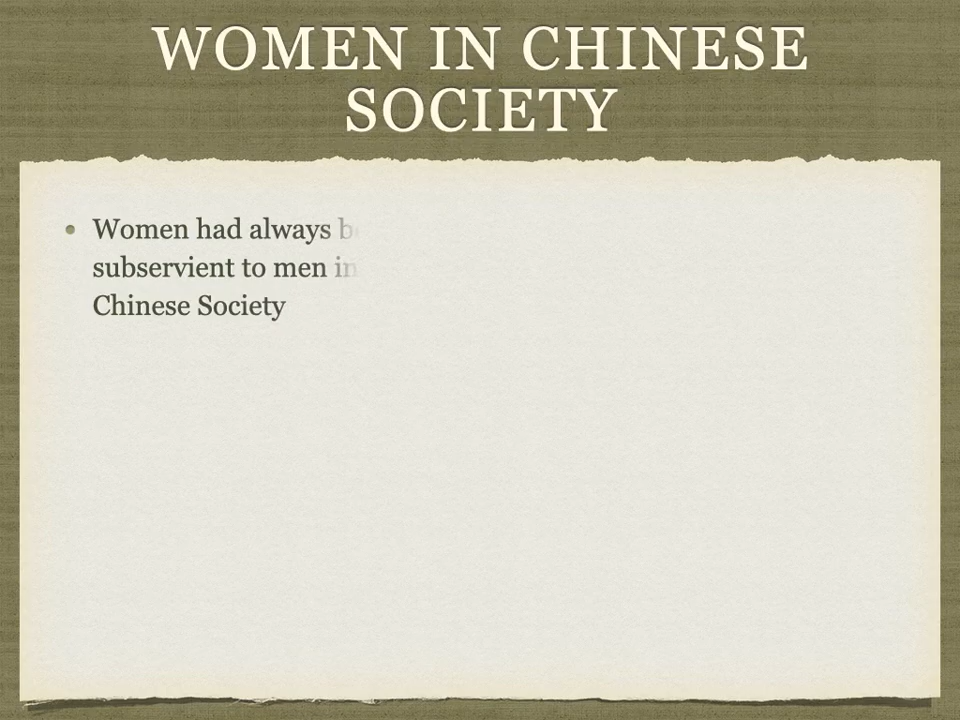 WOMEN IN CHINESE
SOCIETY
Women had always
subservient to men in
Chinese Society